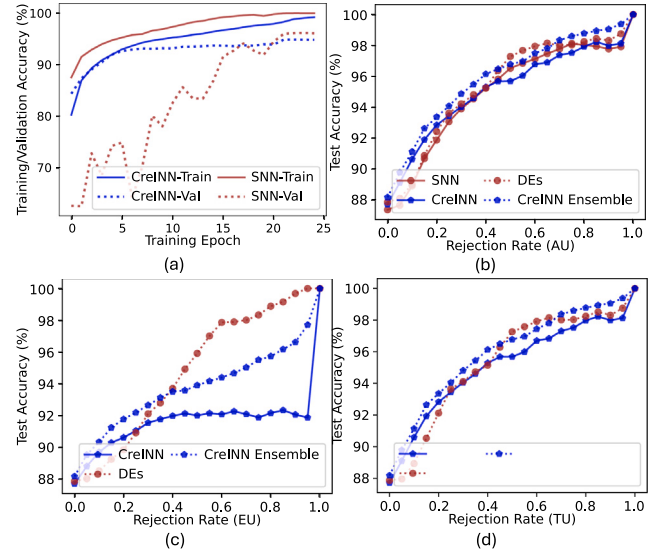 100
90
80
70
Training/Validation Accuracy (%)
CreINN-Train
SNN-Train
CreINN-Val
SNN-Val
0
5
10
15
20
25
Training Epoch
(a)
100
98
96
94
92
90
88
Test Accuracy (%)
SNN
DEs
CreINN
CreINN Ensemble
0.0
0.2
0.4
0.6
0.8
1.0
Rejection Rate (AU)
(b)
100
98
96
94
92
90
88
Test Accuracy (%)
CreINN
CreINN Ensemble
DEs
0.0
0.2
0.4
0.6
0.8
1.0
Rejection Rate (EU)
(c)
100
98
96
94
92
90
88
Test Accuracy (%)
0.0
0.2
0.4
0.6
0.8
1.0
Rejection Rate (TU)
(d)